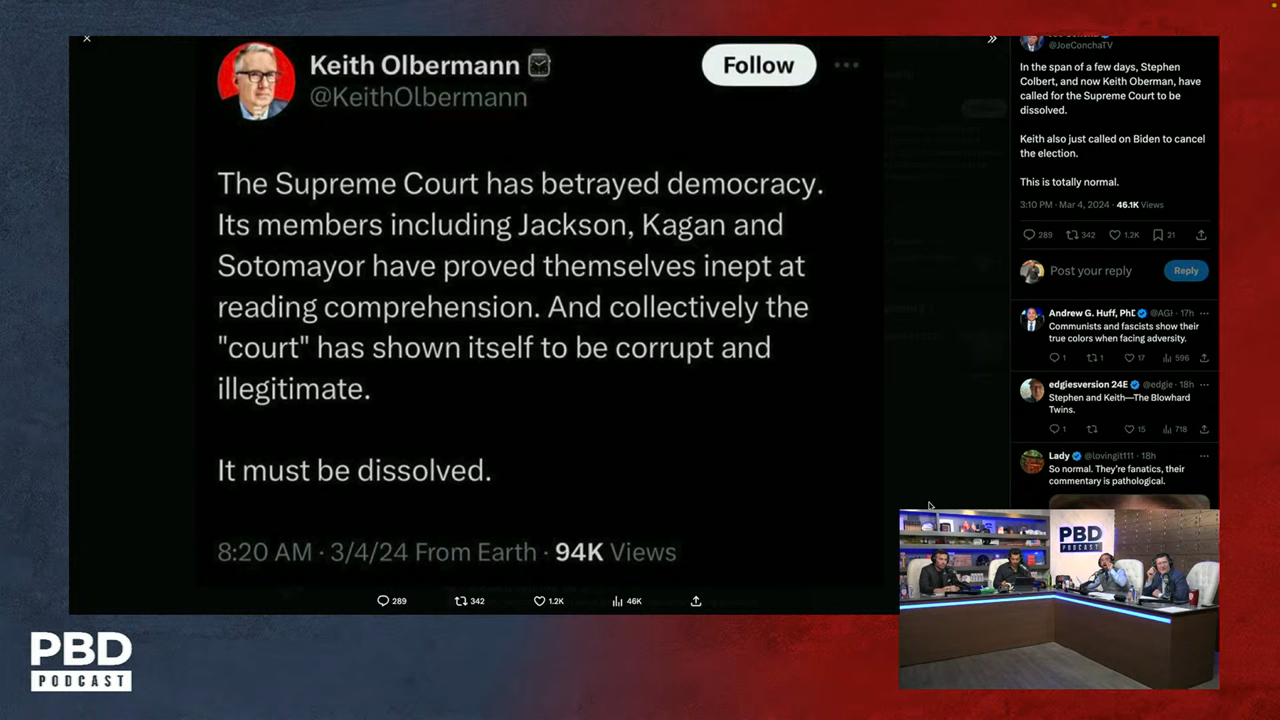 Keith Olbermann
@KeithOlbermann
Follow
The Supreme Court has betrayed democracy.
Its members including Jackson, Kagan and
Sotomayor have proved themselves inept at
reading comprehension. And collectively the
"court" has shown itself to be corrupt and
illegitimate.
It must be dissolved.
8:20 AM · 3/4/24 From Earth · 94K Views
289 342 1.2K 46K
@JoeConchaTV
In the span of a few days, Stephen
Colbert, and now Keith Oberman, have
called for the Supreme Court to be
dissolved.
Keith also just called on Biden to cancel
the election.
This is totally normal.
3:10 PM · Mar 4, 2024 · 46.1K Views
289 342 1.2K 21
Post your reply
Reply
Andrew G. Huff, PhD @AGH · 17h
Communists and fascists show their
true colors when facing adversity.
1 1 17 596
edgiesversion 24E @edgie · 18h
Stephen and Keith—The Blowhard
Twins.
1 15 718
Lady @lovingit111 · 18h
So normal. They're fanatics, their
commentary is pathological.
PBD
PODCAST
PBD
PODCAST